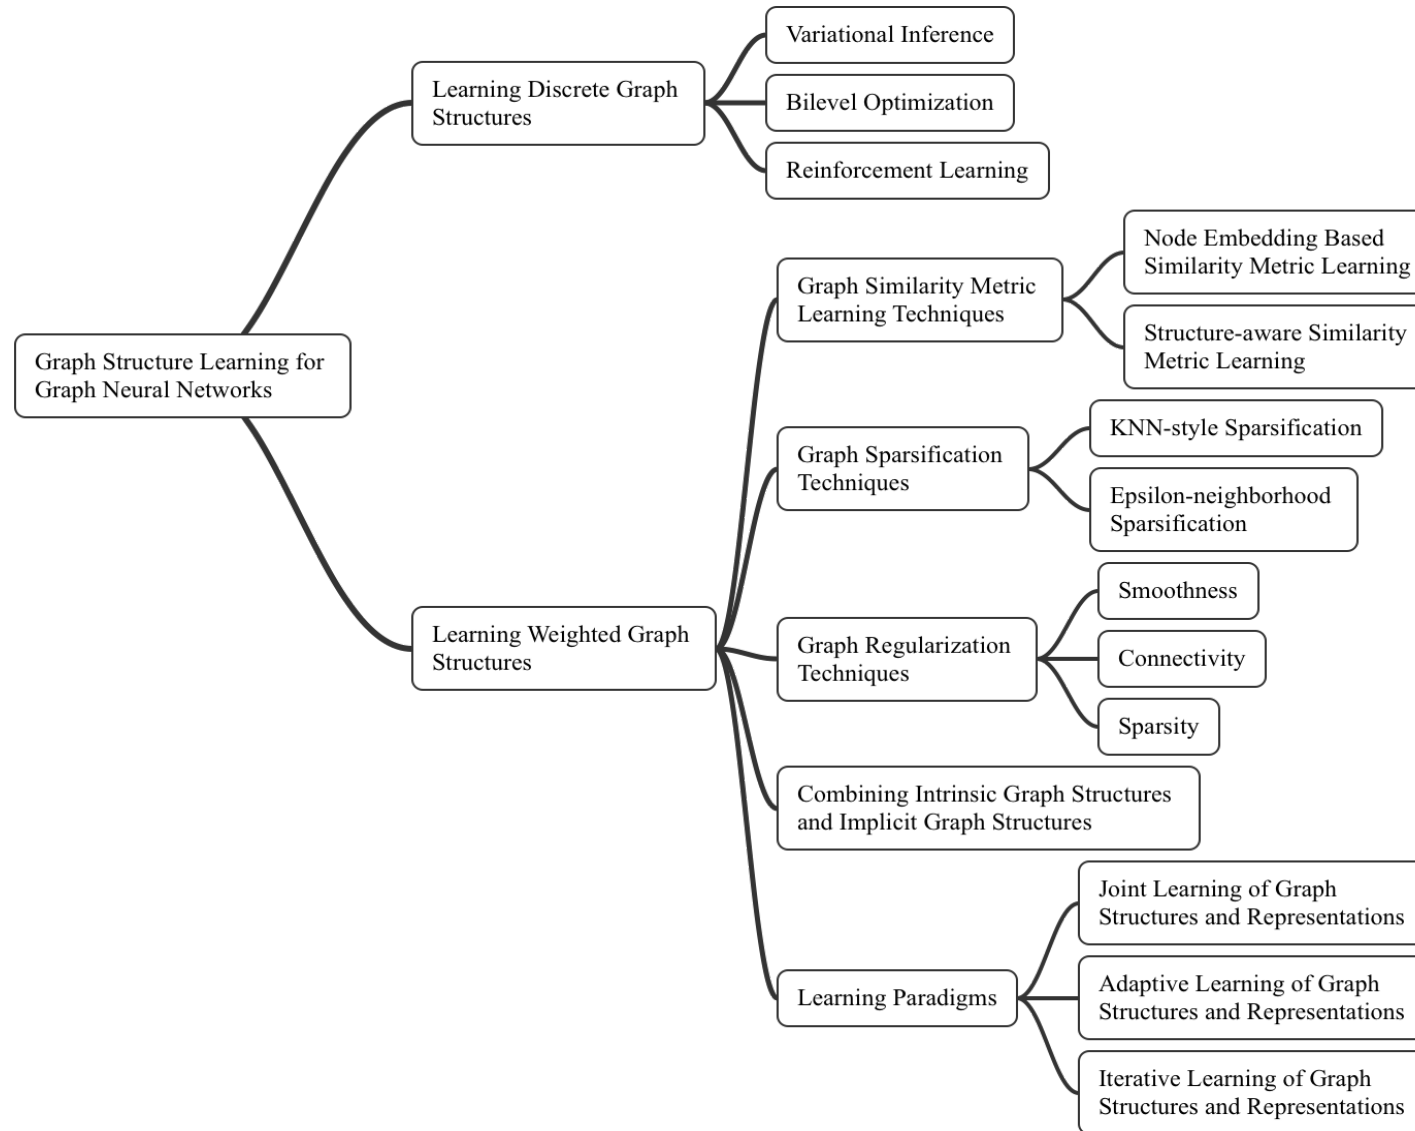 Variational Inference
Learning Discrete Graph
Structures
Bilevel Optimization
Reinforcement Learning
Graph Structure Learning for
Graph Neural Networks
Graph Similarity Metric
Learning Techniques
Node Embedding Based
Similarity Metric Learning
Structure-aware Similarity
Metric Learning
Graph Sparsification
Techniques
KNN-style Sparsification
Epsilon-neighborhood
Sparsification
Learning Weighted Graph
Structures
Graph Regularization
Techniques
Smoothness
Connectivity
Sparsity
Combining Intrinsic Graph Structures
and Implicit Graph Structures
Learning Paradigms
Joint Learning of Graph
Structures and Representations
Adaptive Learning of Graph
Structures and Representations
Iterative Learning of Graph
Structures and Representations